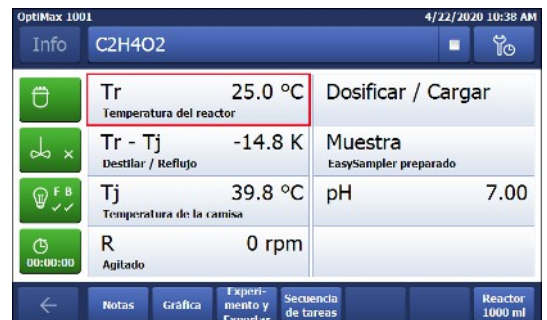 OptiMax 1001 4/22/2020 10:38 AM
Info C2H4O2
Tr 25.0 °C
Temperatura del reactor
Dosificar / Cargar
Tr - Tj -14.8 K
Destilar / Reflujo
Muestra
EasySampler preparado
F B
Tj 39.8 °C
Temperatura de la camisa
pH 7.00
00:00:00
R 0 rpm
Agitado
Notas
Gráfica
Experi-
mento y
Exportar
Secuencia
de tareas
Reactor
1000 ml